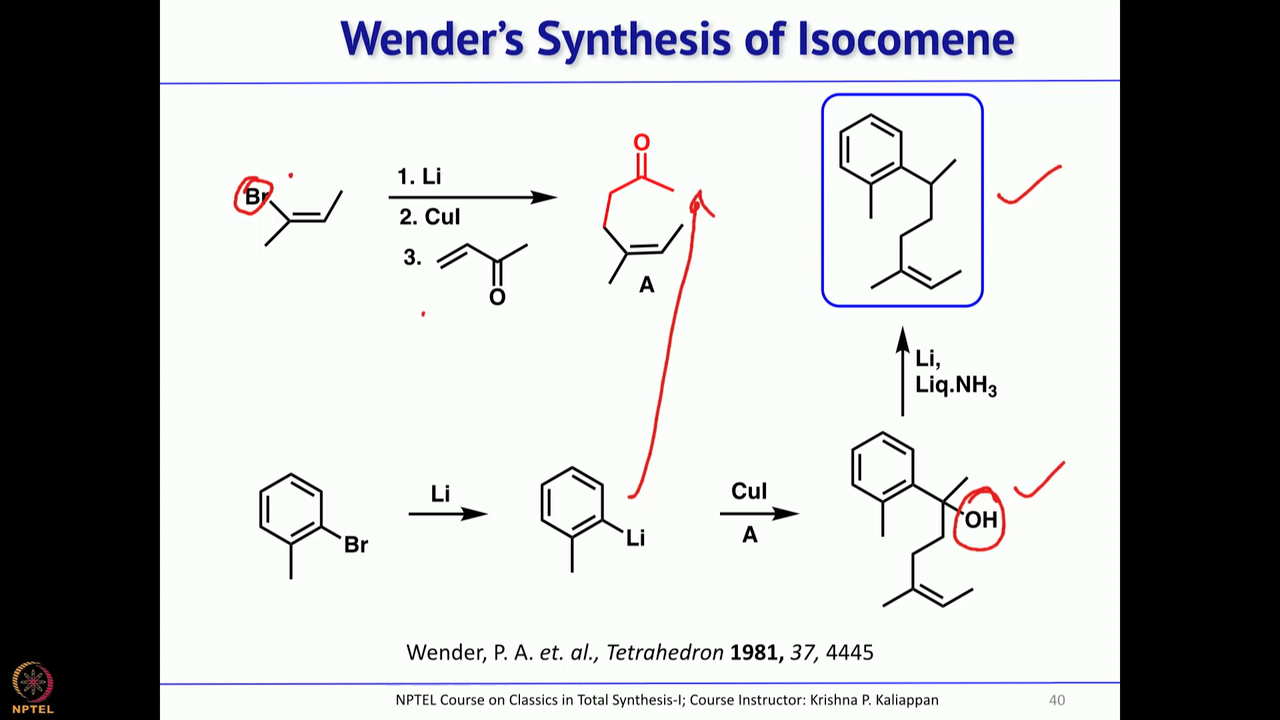 Wender's Synthesis of Isocomene
Br
1. Li
2. CuI
3.
O
O
A
Li,
Liq.NH3
Br
Li
Li
CuI
A
OH
Wender, P. A. et. al., Tetrahedron 1981, 37, 4445
NPTEL
NPTEL Course on Classics in Total Synthesis-I; Course Instructor: Krishna P. Kaliappan
40